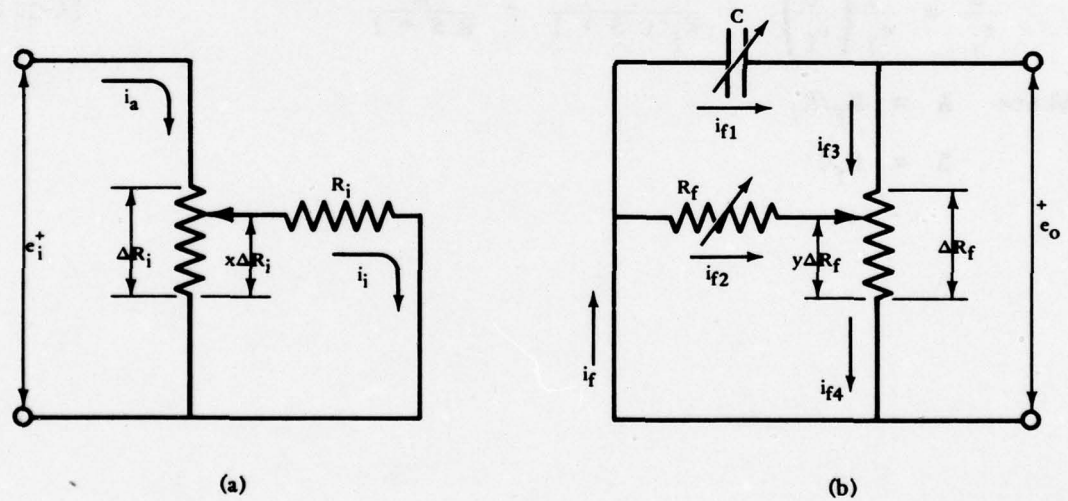 C
i_a
i_f1
i_f3
R_i
R_f
e_i^+
ΔR_i
xΔR_i
i_i
i_f2
yΔR_f
ΔR_f
+
e_o
i_f
i_f4
(a)
(b)